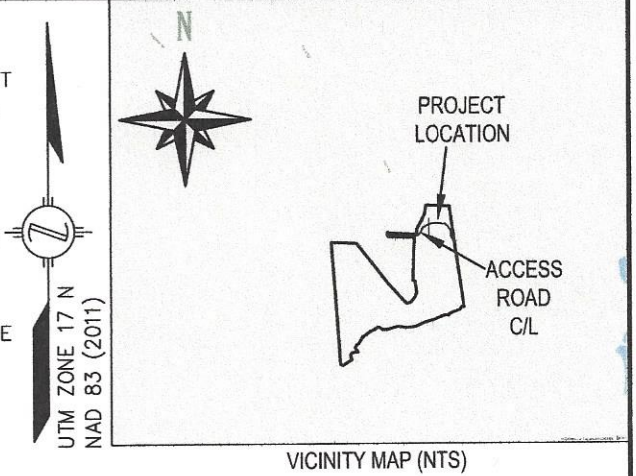 T
N
Z
E
UTM ZONE 17 N
NAD 83 (2011)
PROJECT
LOCATION
ACCESS
ROAD
C/L
VICINITY MAP (NTS)